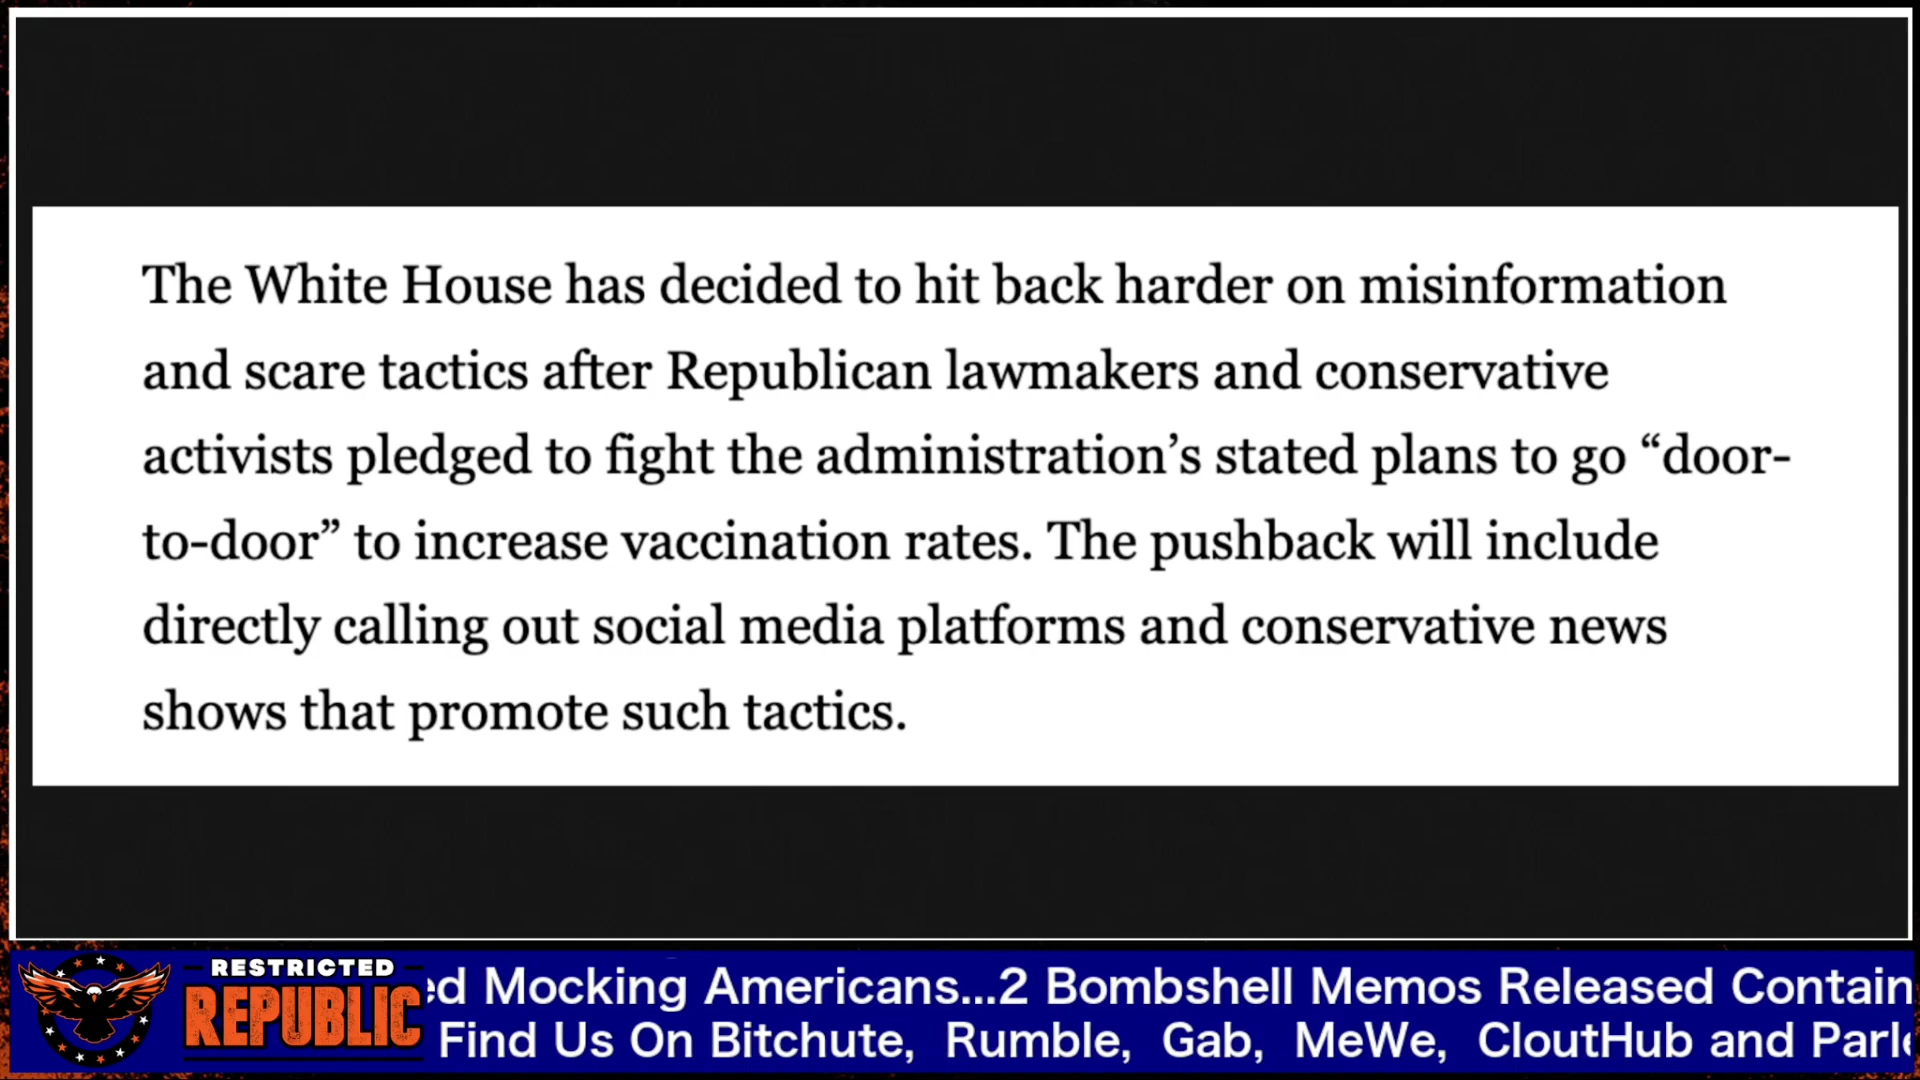 The White House has decided to hit back harder on misinformation
and scare tactics after Republican lawmakers and conservative
activists pledged to fight the administration’s stated plans to go “door-
to-door” to increase vaccination rates. The pushback will include
directly calling out social media platforms and conservative news
shows that promote such tactics.
RESTRICTED
REPUBLIC
Mocking Americans...2 Bombshell Memos Released Contain
Find Us On Bitchute, Rumble, Gab, MeWe, CloutHub and